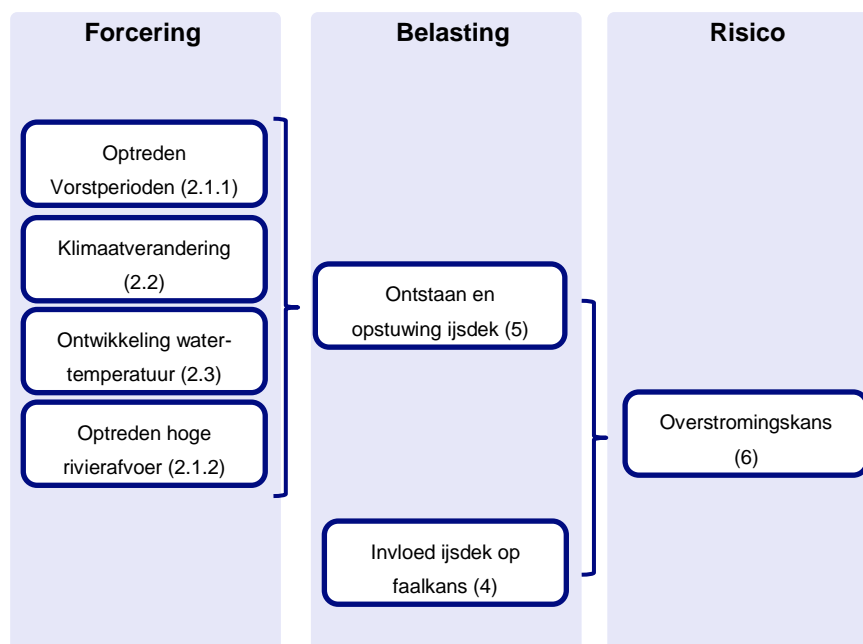 Forcering
Belasting
Risico
Optreden
Vorstperioden (2.1.1)
Klimaatverandering
(2.2)
Ontwikkeling water-
temperatuur (2.3)
Optreden hoge
rivierafvoer (2.1.2)
Ontstaan en
opstuwing ijsdek (5)
Invloed ijsdek op
faalkans (4)
Overstromingskans
(6)